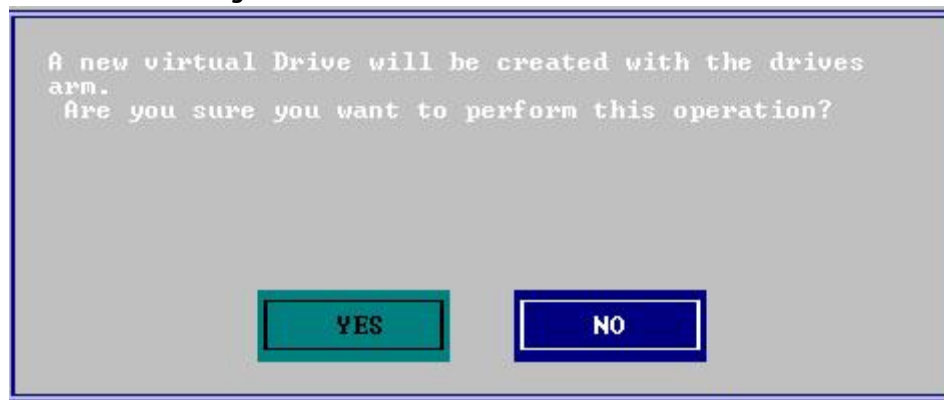 A new virtual Drive will be created with the drives
arm.
Are you sure you want to perform this operation?
YES
NO